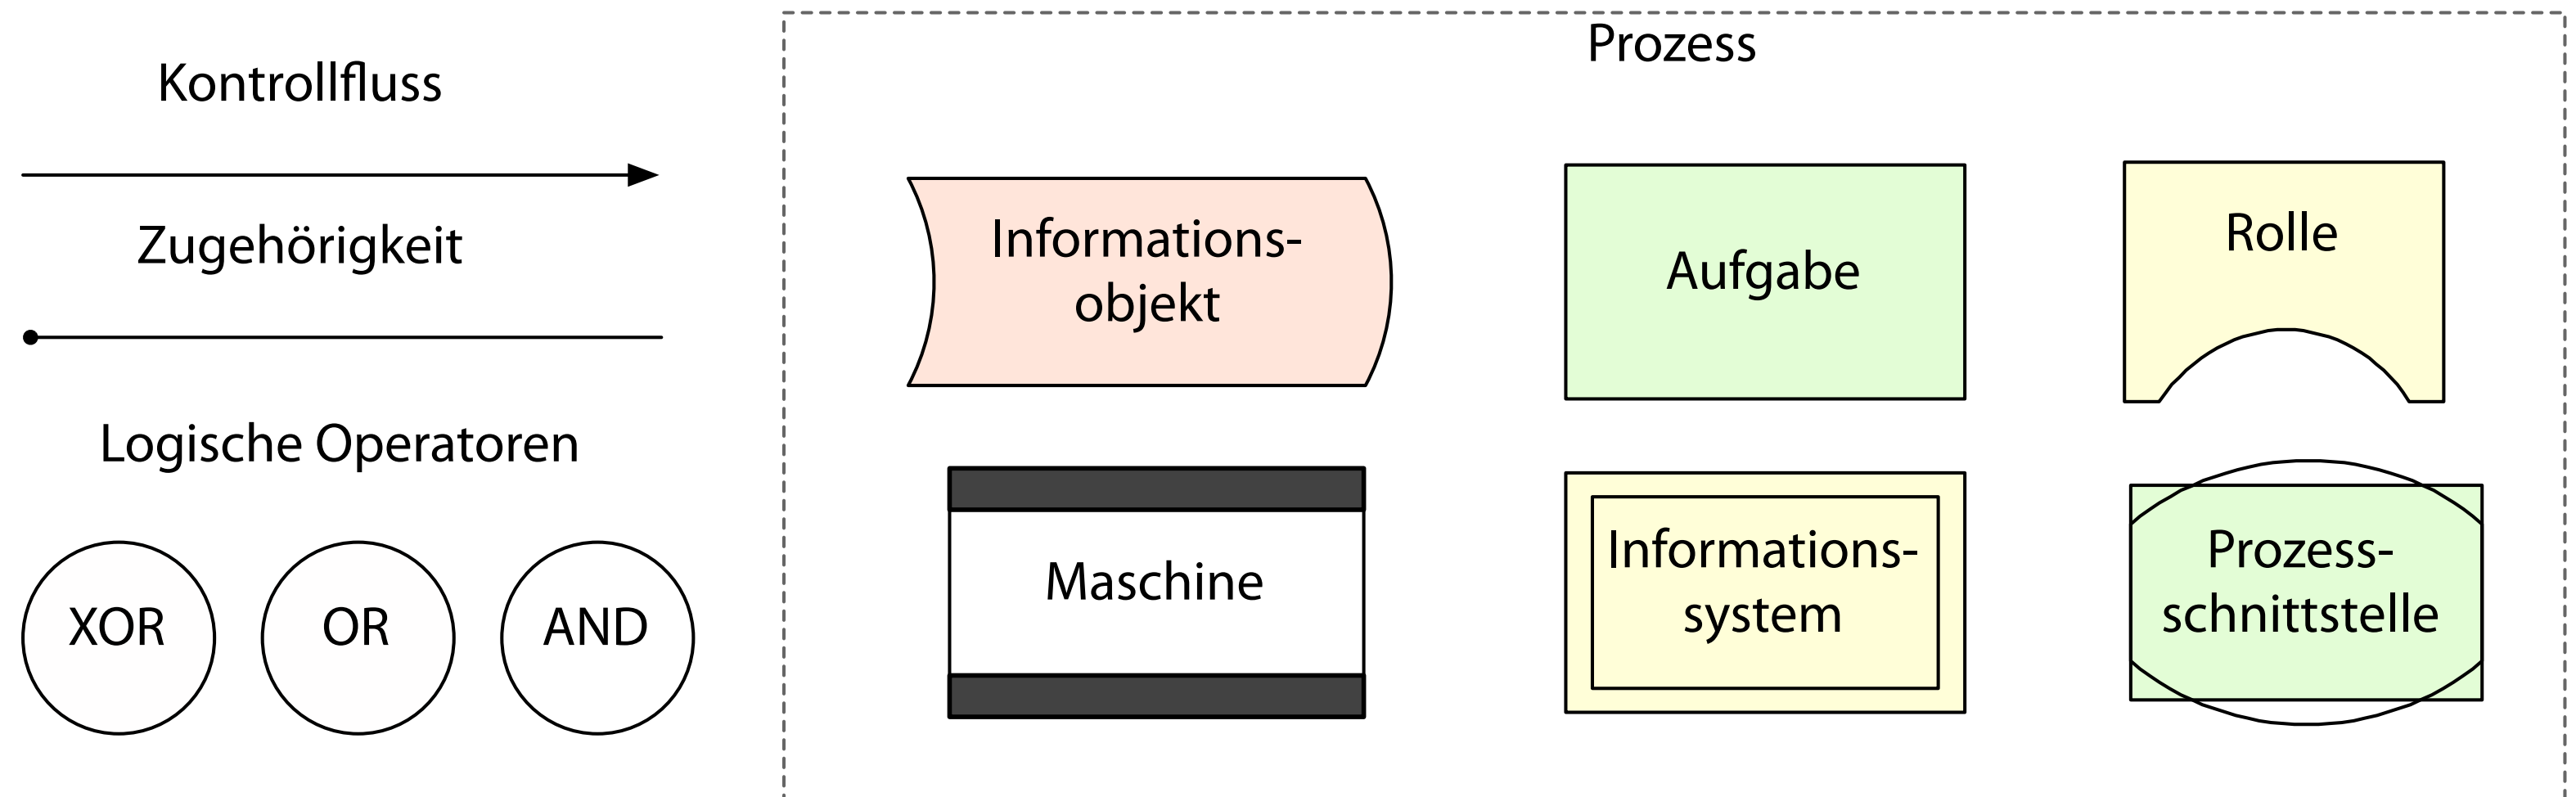 Kontrollfluss
Zugehörigkeit
Logische Operatoren
XOR
OR
AND
Prozess
Informations-
objekt
Aufgabe
Rolle
Maschine
Informations-
system
Prozess-
schnittstelle